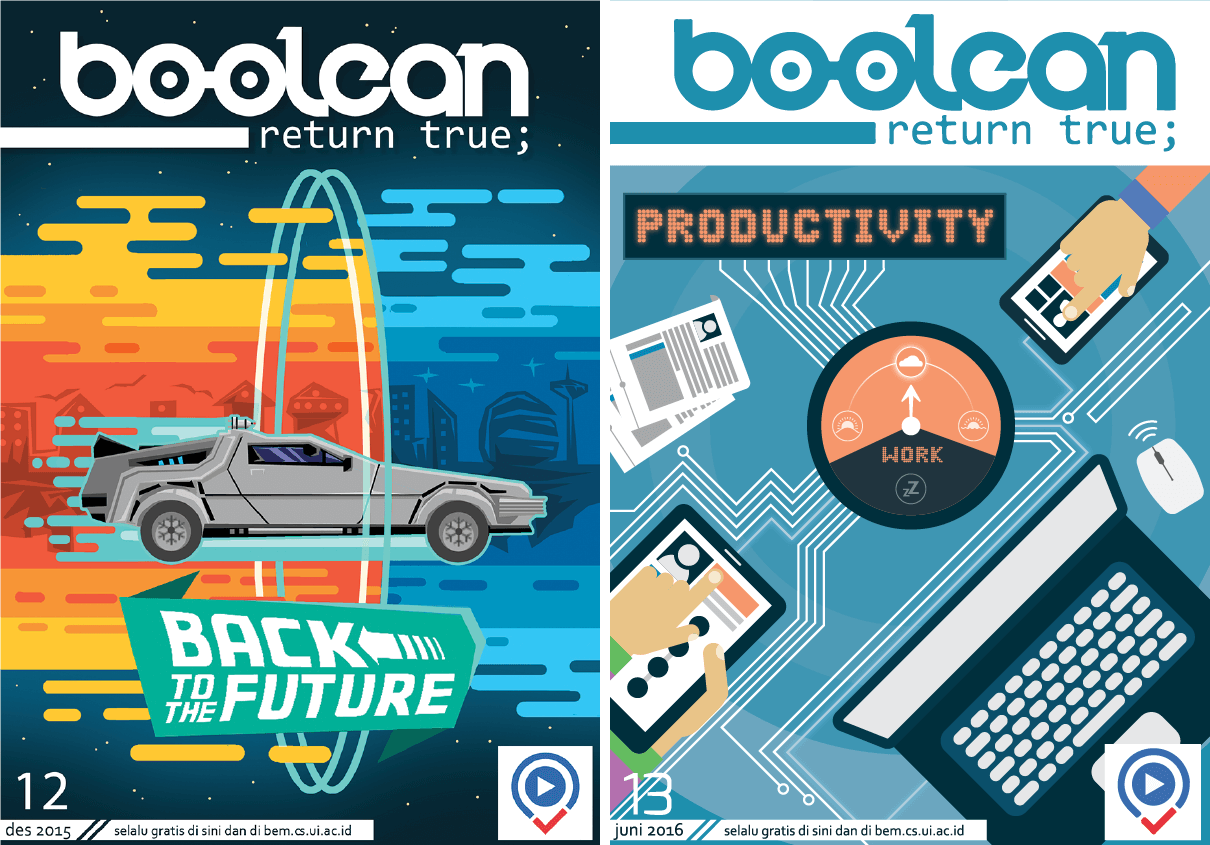 boolean
return true;
BACK
TO THE FUTURE
12
des 2015 // selalu gratis di sini dan di bem.cs.ui.ac.id
boolean
return true;
PRODUCTIVITY
WORK
zZ
13
juni 2016 // selalu gratis di sini dan di bem.cs.ui.ac.id